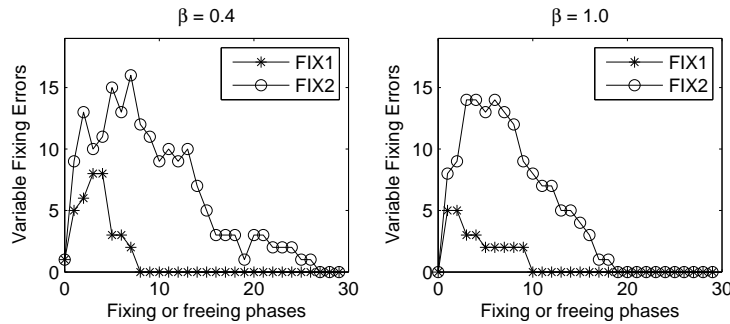 β = 0.4
FIX1
FIX2
Variable Fixing Errors
15
10
5
0
0 10 20 30
Fixing or freeing phases
β = 1.0
FIX1
FIX2
Variable Fixing Errors
15
10
5
0
0 10 20 30
Fixing or freeing phases